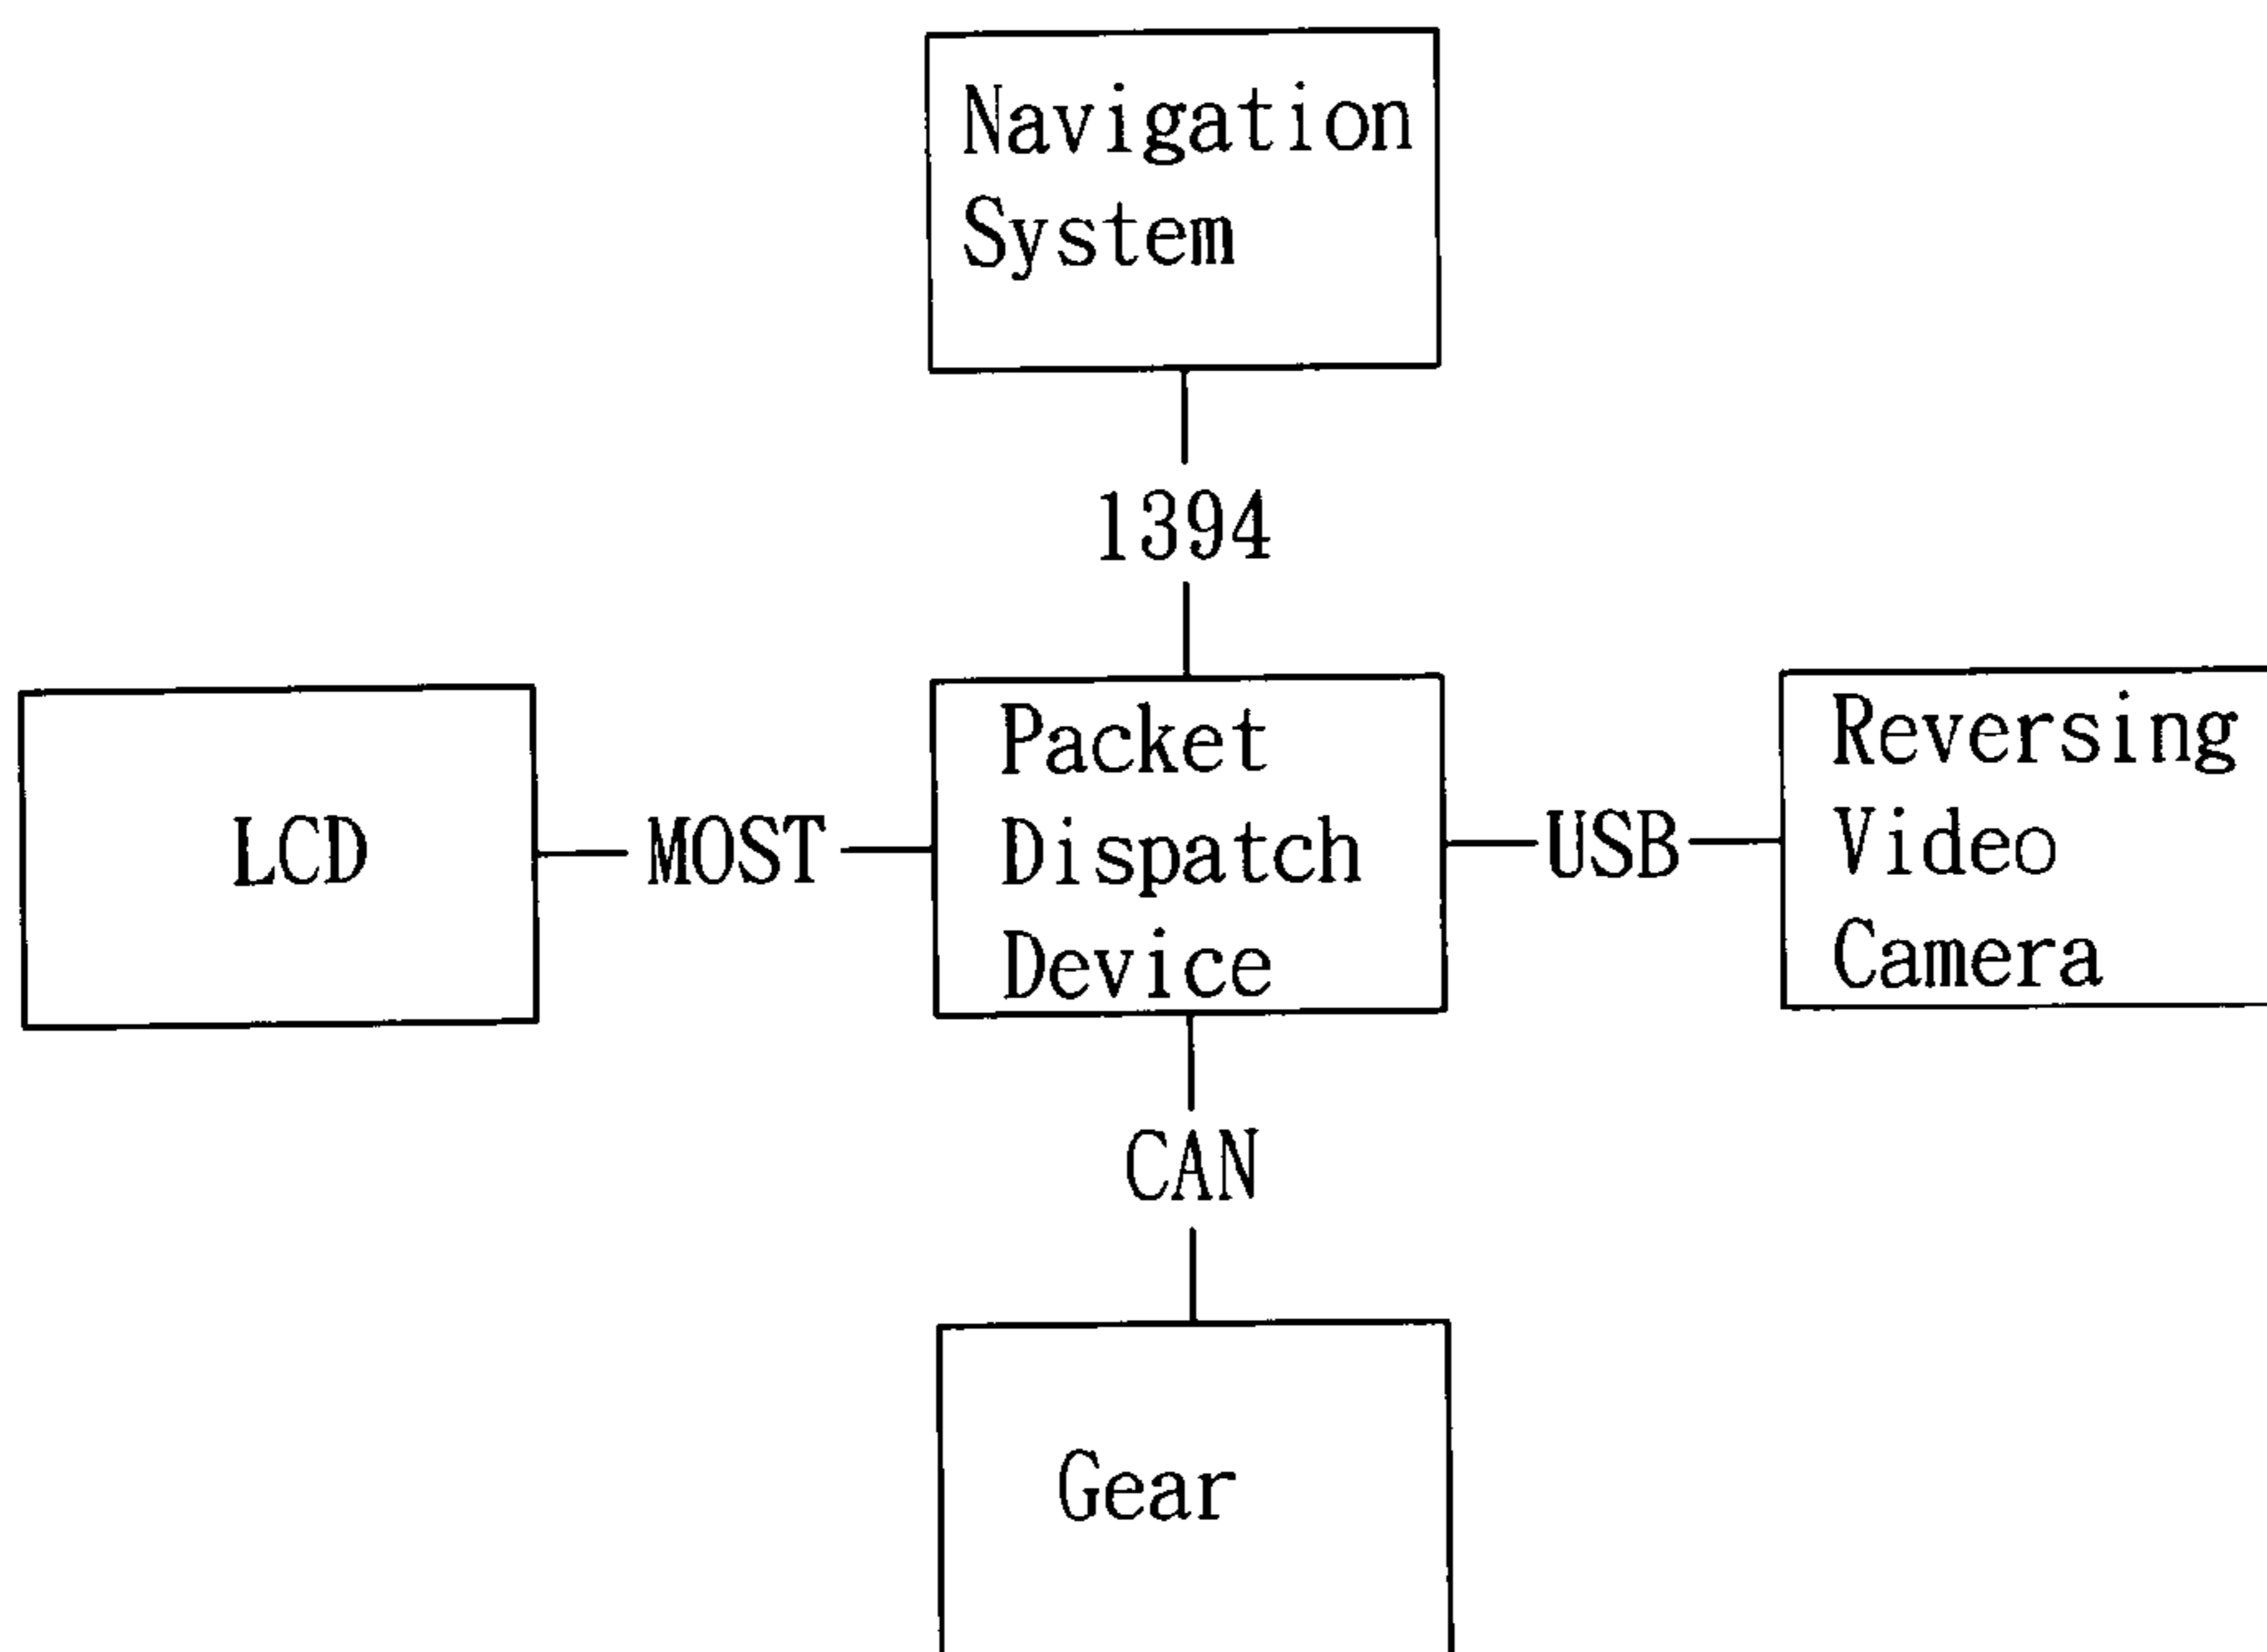 Navigation
System
1394
LCD
MOST
Packet
Dispatch
Device
USB
Reversing
Video
Camera
CAN
Gear